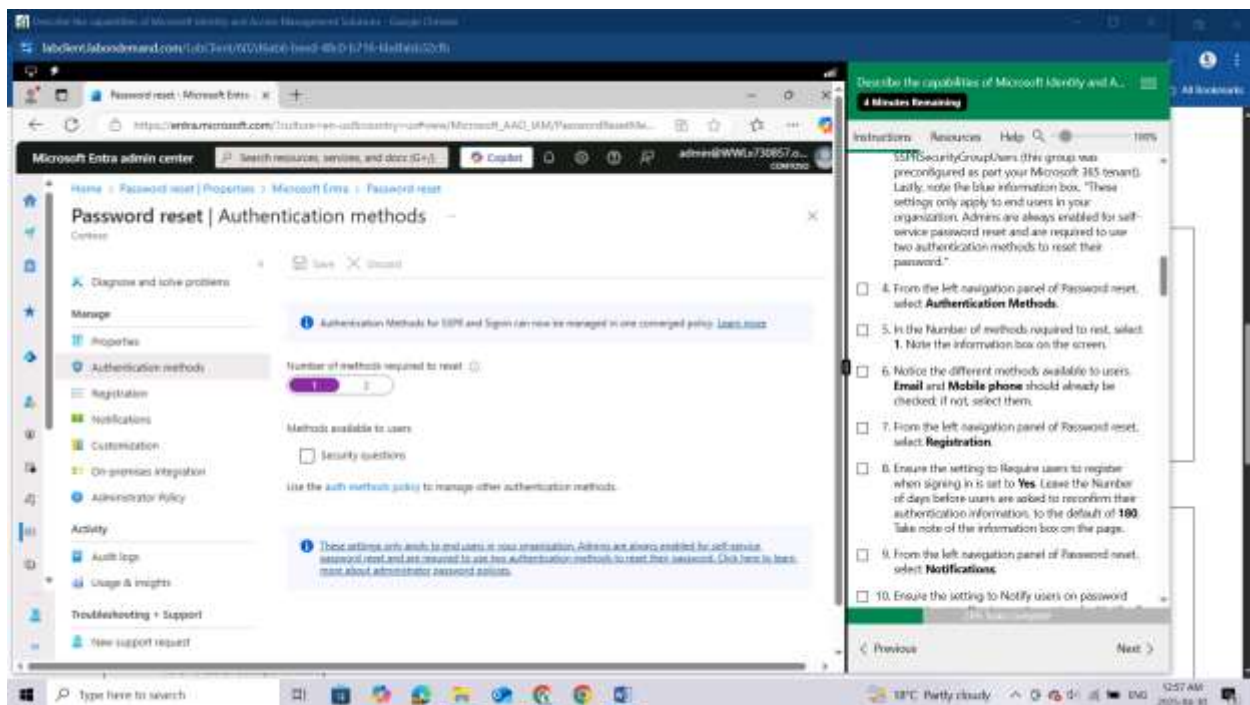 Describe the capabilities of Microsoft Identity and Access Management Solutions - Google Chrome
labclient.labondemand.com
Password reset - Microsoft Entra
All Bookmarks
https://entra.microsoft.com/
Microsoft Entra admin center
Search resources, services, and docs (G+/)
Copilot
CONTOSO
Home > Password reset | Properties > Microsoft Entra > Password reset
Password reset | Authentication methods
Contoso
Save
Discard
Diagnose and solve problems
Manage
Properties
Authentication methods
Registration
Notifications
Customization
On-premises integration
Administrator Policy
Activity
Audit logs
Usage & insights
Troubleshooting + Support
New support request
Authentication Methods for SSPR and Signin can now be managed in one converged policy. Learn more
Number of methods required to reset
1
2
Methods available to users
Security questions
Use the auth methods policy to manage other authentication methods.
These settings only apply to end users in your organization. Admins are always enabled for self-service
password reset and are required to use two authentication methods to reset their password. Click here to learn
more about administrator password policies.
Describe the capabilities of Microsoft Identity and A...
4 Minutes Remaining
Instructions
Resources
Help
100%
SSPRSecurityGroupUsers (this group was
preconfigured as part your Microsoft 365 tenant).
Lastly, note the blue information box, "These
settings only apply to end users in your
organization. Admins are always enabled for self-
service password reset and are required to use
two authentication methods to reset their
password."
4. From the left navigation panel of Password reset,
select Authentication Methods.
5. In the Number of methods required to rest, select
1. Note the information box on the screen.
6. Notice the different methods available to users.
Email and Mobile phone should already be
checked; if not, select them.
7. From the left navigation panel of Password reset,
select Registration.
8. Ensure the setting to Require users to register
when signing in is set to Yes. Leave the Number
of days before users are asked to reconfirm their
authentication information, to the default of 180.
Take note of the information box on the page.
9. From the left navigation panel of Password reset,
select Notifications.
10. Ensure the setting to Notify users on password
< Previous
Next >
Type here to search
18°C Partly cloudy
ENG
12:57 AM